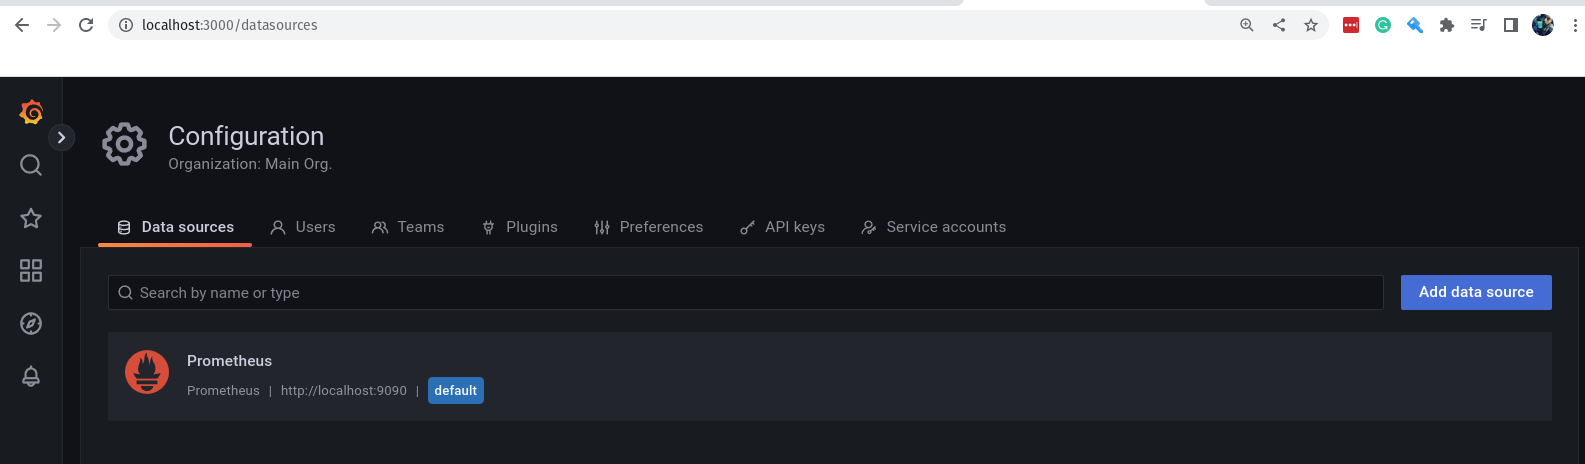 localhost:3000/datasources
Configuration
Organization: Main Org.
Data sources Users Teams Plugins Preferences API keys Service accounts
Search by name or type Add data source
Prometheus
Prometheus | http://localhost:9090 | default